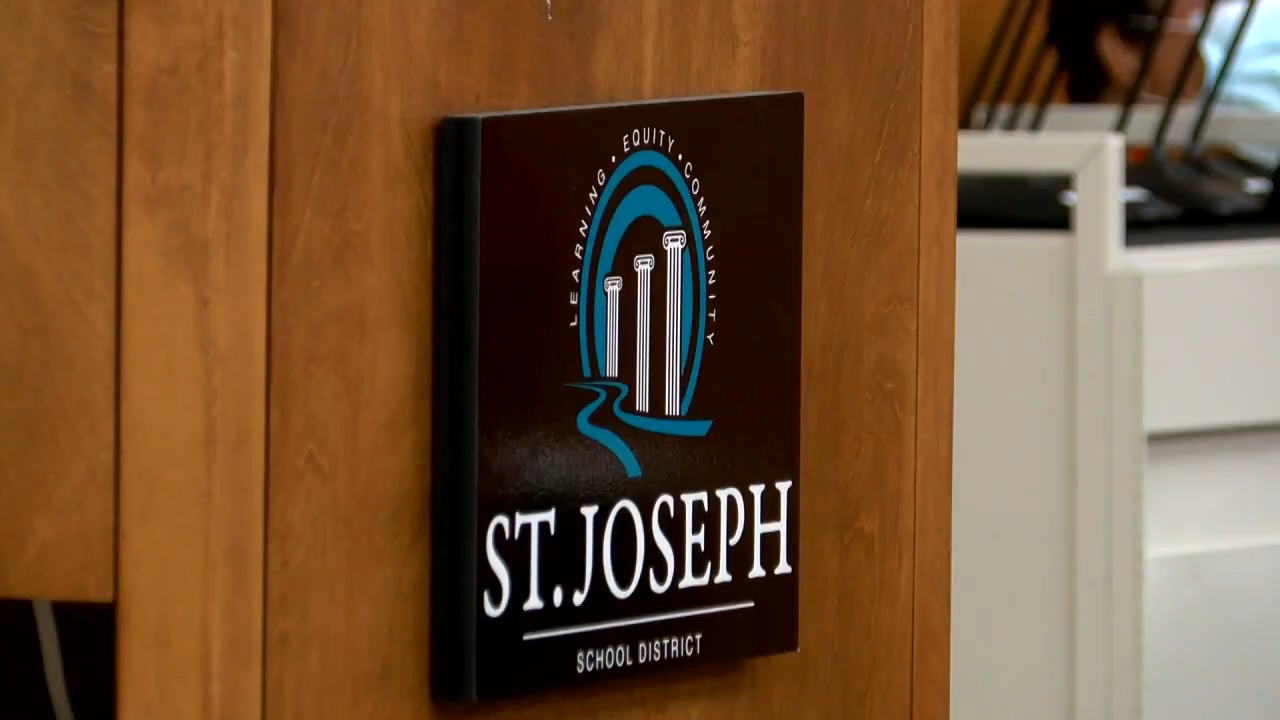 LEARNING • EQUITY • COMMUNITY
ST. JOSEPH
SCHOOL DISTRICT